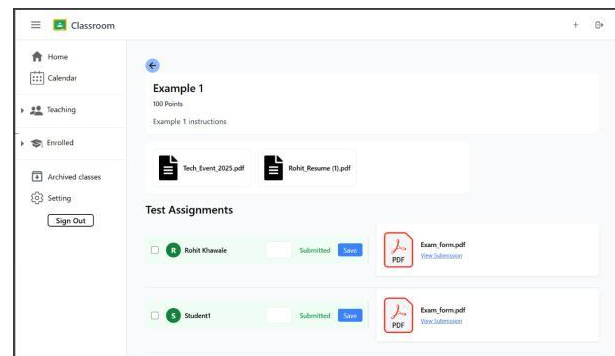 Classroom
Home
Calendar
Teaching
Enrolled
Archived classes
Setting
Sign Out
Example 1
100 Points
Example 1 instructions
Tech_Event_2025.pdf
Rohit_Resume (1).pdf
Test Assignments
R Rohit Khawale Submitted Save
PDF
Exam_form.pdf
View Submission
S Student1 Submitted Save
PDF
Exam_form.pdf
View Submission